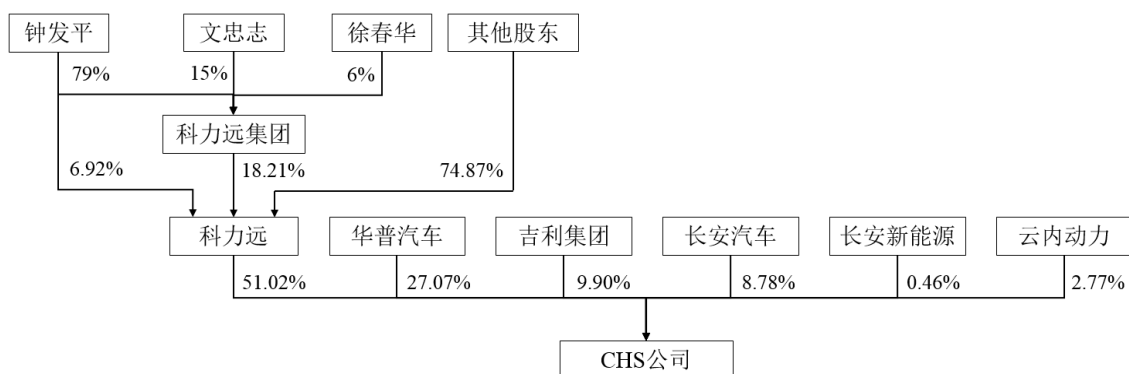 钟发平 文忠志 徐春华 其他股东
79% 15% 6%
科力远集团
6.92% 18.21% 74.87%
科力远 华普汽车 吉利集团 长安汽车 长安新能源 云内动力
51.02% 27.07% 9.90% 8.78% 0.46% 2.77%
CHS公司